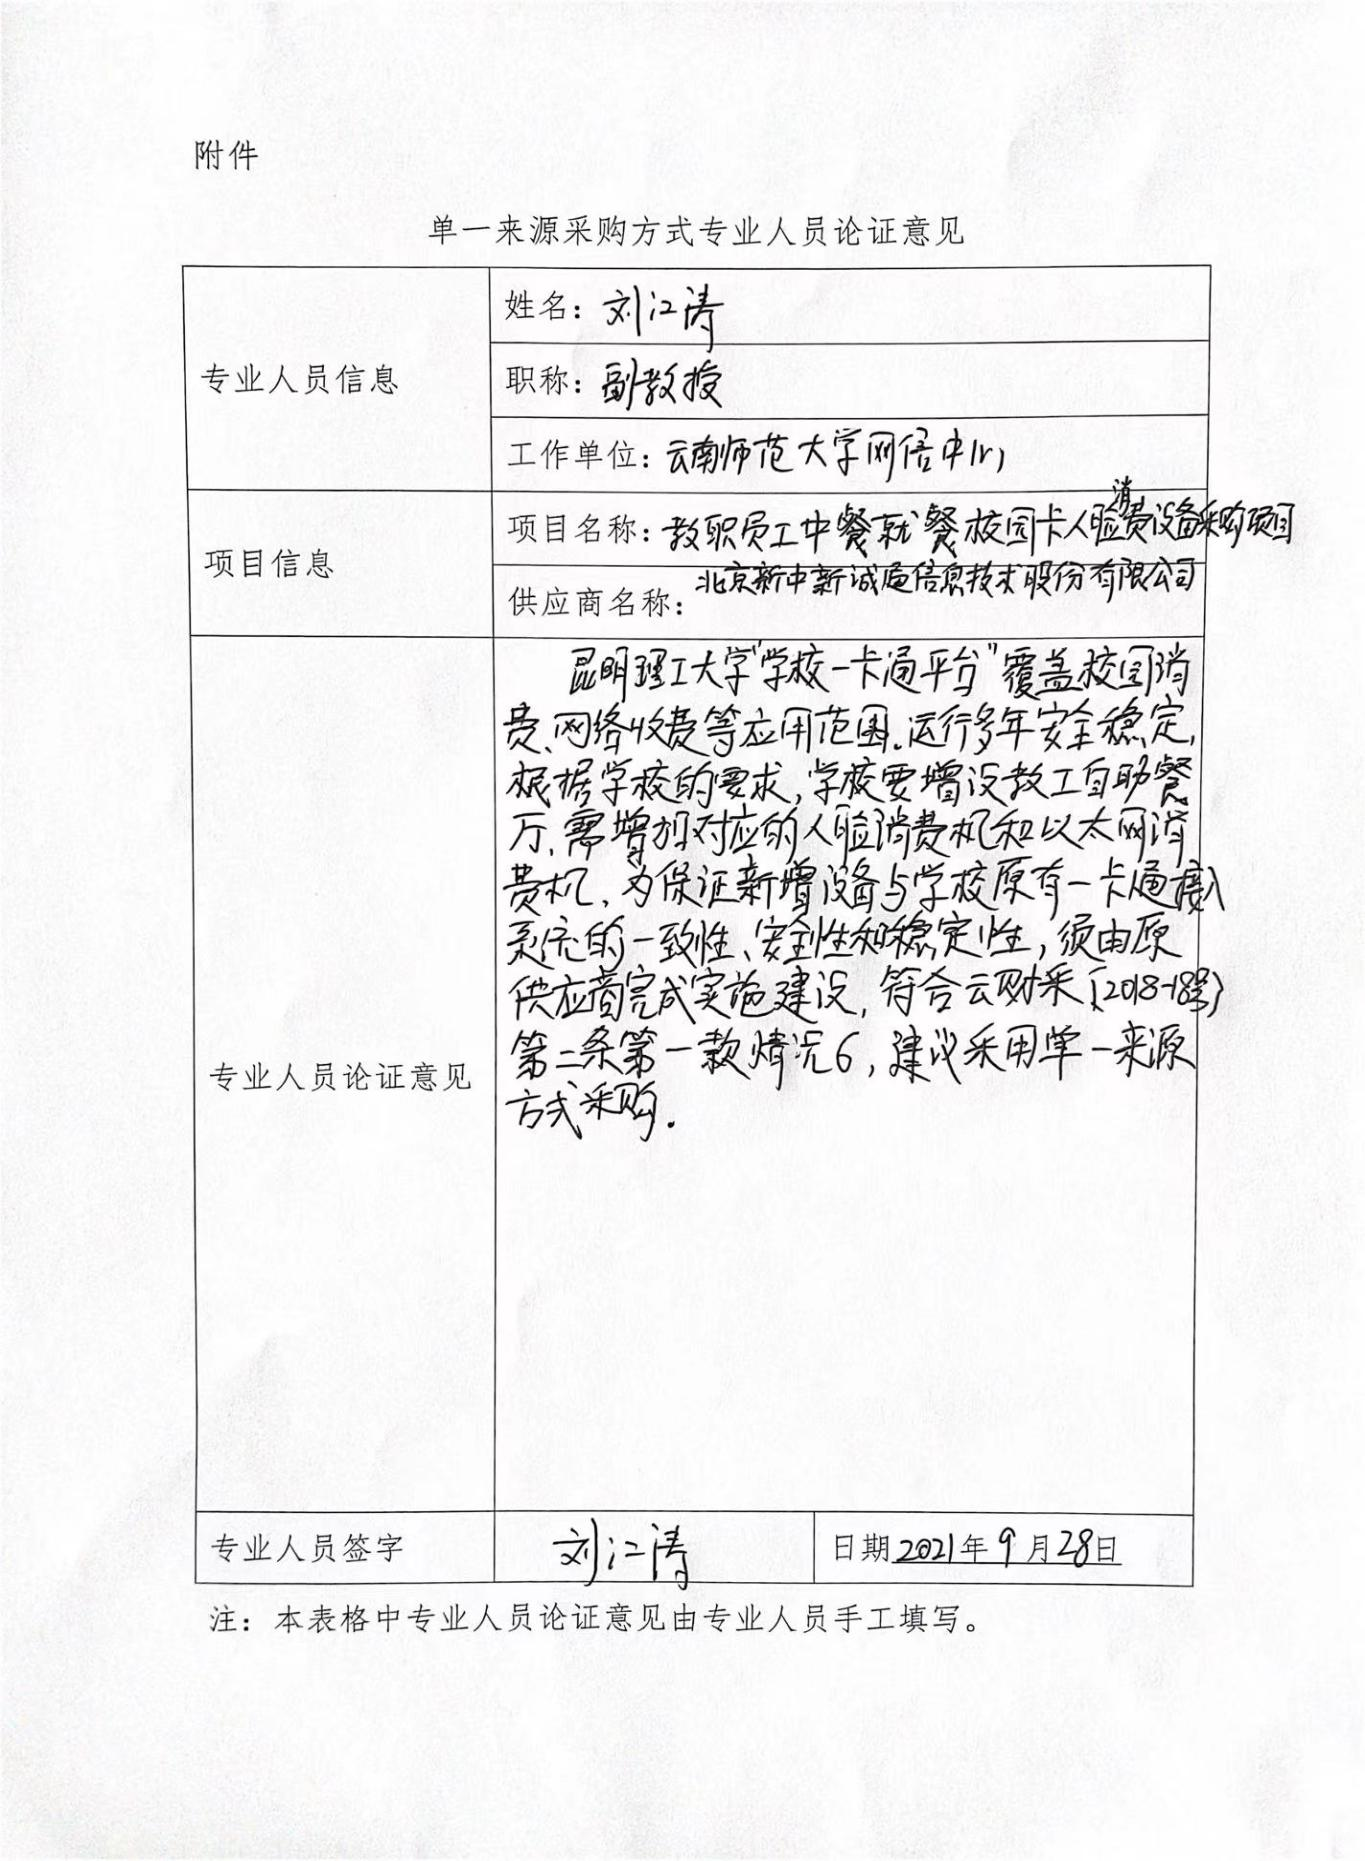 附件
单一来源采购方式专业人员论证意见
专业人员信息
姓名：刘江涛
职称：副教授
工作单位：云南师范大学网信中心
项目信息
项目名称：教职员工中餐就餐校园卡人脸消费设备采购项目
供应商名称：北京新中新诚通信息技术股份有限公司
专业人员论证意见
昆明理工大学“学校一卡通平台”覆盖校园消
费、网络收费等应用范围.运行多年安全稳定,
根据学校的要求,学校要增设教工自助餐
厅,需增加对应的人脸消费机和以太网消
费机,为保证新增设备与学校原有一卡通接入
系统的一致性、安全性和稳定性,须由原
供应商完成实施建设,符合云财采〔2018-18号〕
第二条第一款情况6,建议采用单一来源
方式采购.
专业人员签字
刘江涛
日期2021年9月28日
注：本表格中专业人员论证意见由专业人员手工填写。